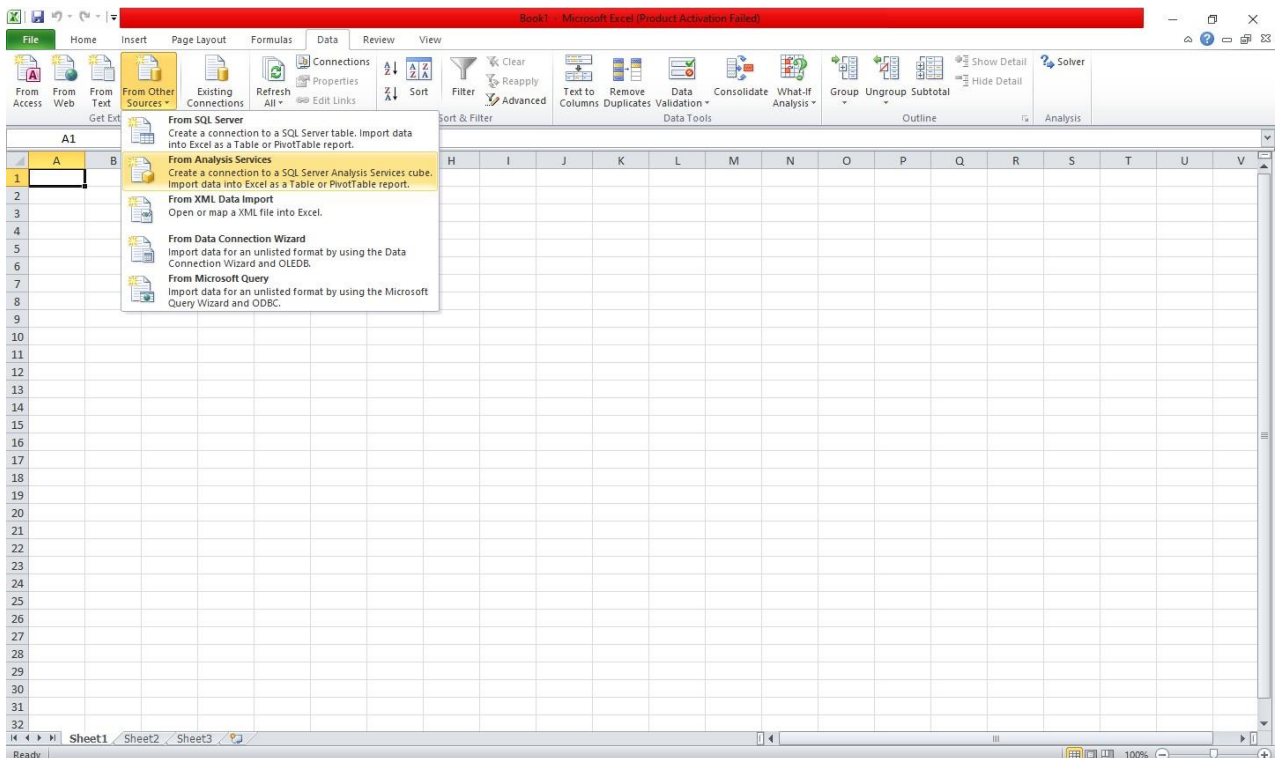 Book1 - Microsoft Excel (Product Activation Failed)
File Home Insert Page Layout Formulas Data Review View
From Access
From Web
From Text
From Other Sources
Existing Connections
Refresh All
Connections
Properties
Edit Links
Sort
Filter
Clear
Reapply
Advanced
Text to Columns
Remove Duplicates
Data Validation
Consolidate
What-If Analysis
Group
Ungroup
Subtotal
Show Detail
Hide Detail
Solver
Get Ext
Sort & Filter
Data Tools
Outline
Analysis
From SQL Server
Create a connection to a SQL Server table. Import data
into Excel as a Table or PivotTable report.
From Analysis Services
Create a connection to a SQL Server Analysis Services cube.
Import data into Excel as a Table or PivotTable report.
From XML Data Import
Open or map a XML file into Excel.
From Data Connection Wizard
Import data for an unlisted format by using the Data
Connection Wizard and OLEDB.
From Microsoft Query
Import data for an unlisted format by using the Microsoft
Query Wizard and ODBC.
A1
A B H I J K L M N O P Q R S T U V
1
2
3
4
5
6
7
8
9
10
11
12
13
14
15
16
17
18
19
20
21
22
23
24
25
26
27
28
29
30
31
32
Sheet1 Sheet2 Sheet3
Ready 100%